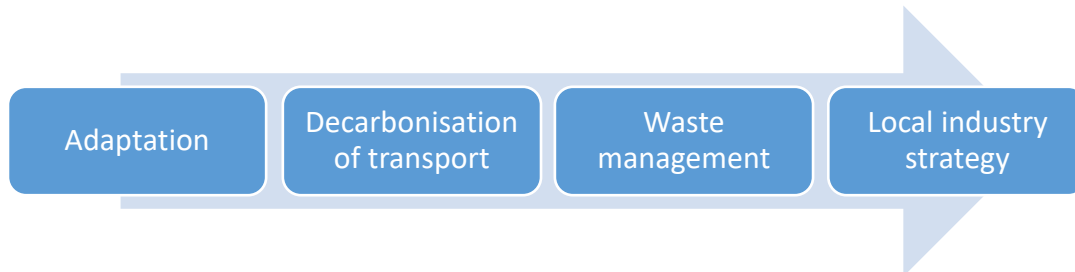 Adaptation
Decarbonisation
of transport
Waste
management
Local industry
strategy